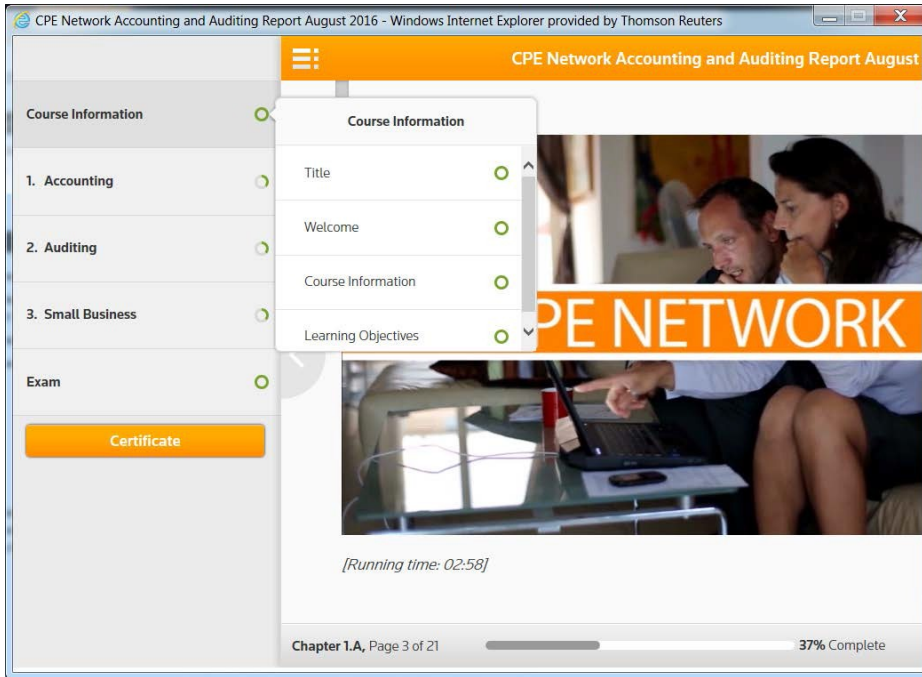 CPE Network Accounting and Auditing Report August 2016 - Windows Internet Explorer provided by Thomson Reuters
CPE Network Accounting and Auditing Report August
Course Information
1. Accounting
2. Auditing
3. Small Business
Exam
Certificate
Course Information
Title
Welcome
Course Information
Learning Objectives
PE NETWORK
[Running time: 02:58]
Chapter 1.A, Page 3 of 21
37% Complete